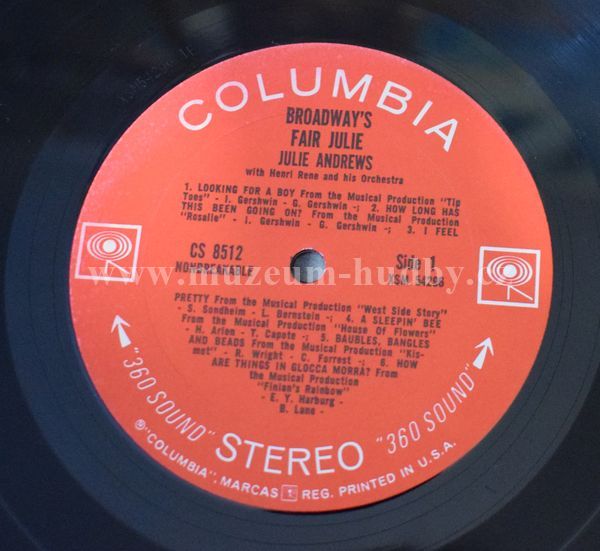 COLUMBIA
BROADWAY'S
FAIR JULIE
JULIE ANDREWS
with Henri Rene and his Orchestra
1. LOOKING FOR A BOY From the Musical Production "Tip
Toes" - I. Gershwin - G. Gershwin -; 2. HOW LONG HAS
THIS BEEN GOING ON? From the Musical Production
"Rosalie" - I. Gershwin - G. Gershwin -; 3. I FEEL
CS 8512
NONBREAKABLE
Side 1
XSM 54298
www.muzeum-hudby.cz
PRETTY From the Musical Production "West Side Story"
- S. Sondheim - L. Bernstein -; 4. A SLEEPIN' BEE
From the Musical Production "House of Flowers"
- H. Arlen - T. Capote -; 5. BAUBLES, BANGLES
AND BEADS From the Musical Production "Kis-
met" - R. Wright - C. Forrest -; 6. HOW
ARE THINGS IN GLOCCA MORRA? From
the Musical Production
"Finian's Rainbow"
- E. Y. Harburg -
B. Lane -
"360 SOUND" STEREO "360 SOUND"
℗"COLUMBIA", MARCAS REG. PRINTED IN U.S.A.